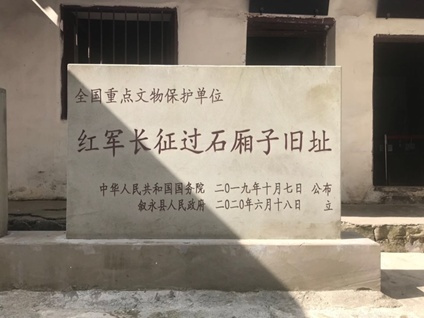 全国重点文物保护单位
红军长征过石厢子旧址
中华人民共和国国务院 二〇一九年十月七日 公布
叙永县人民政府 二〇二〇年六月十八日 立